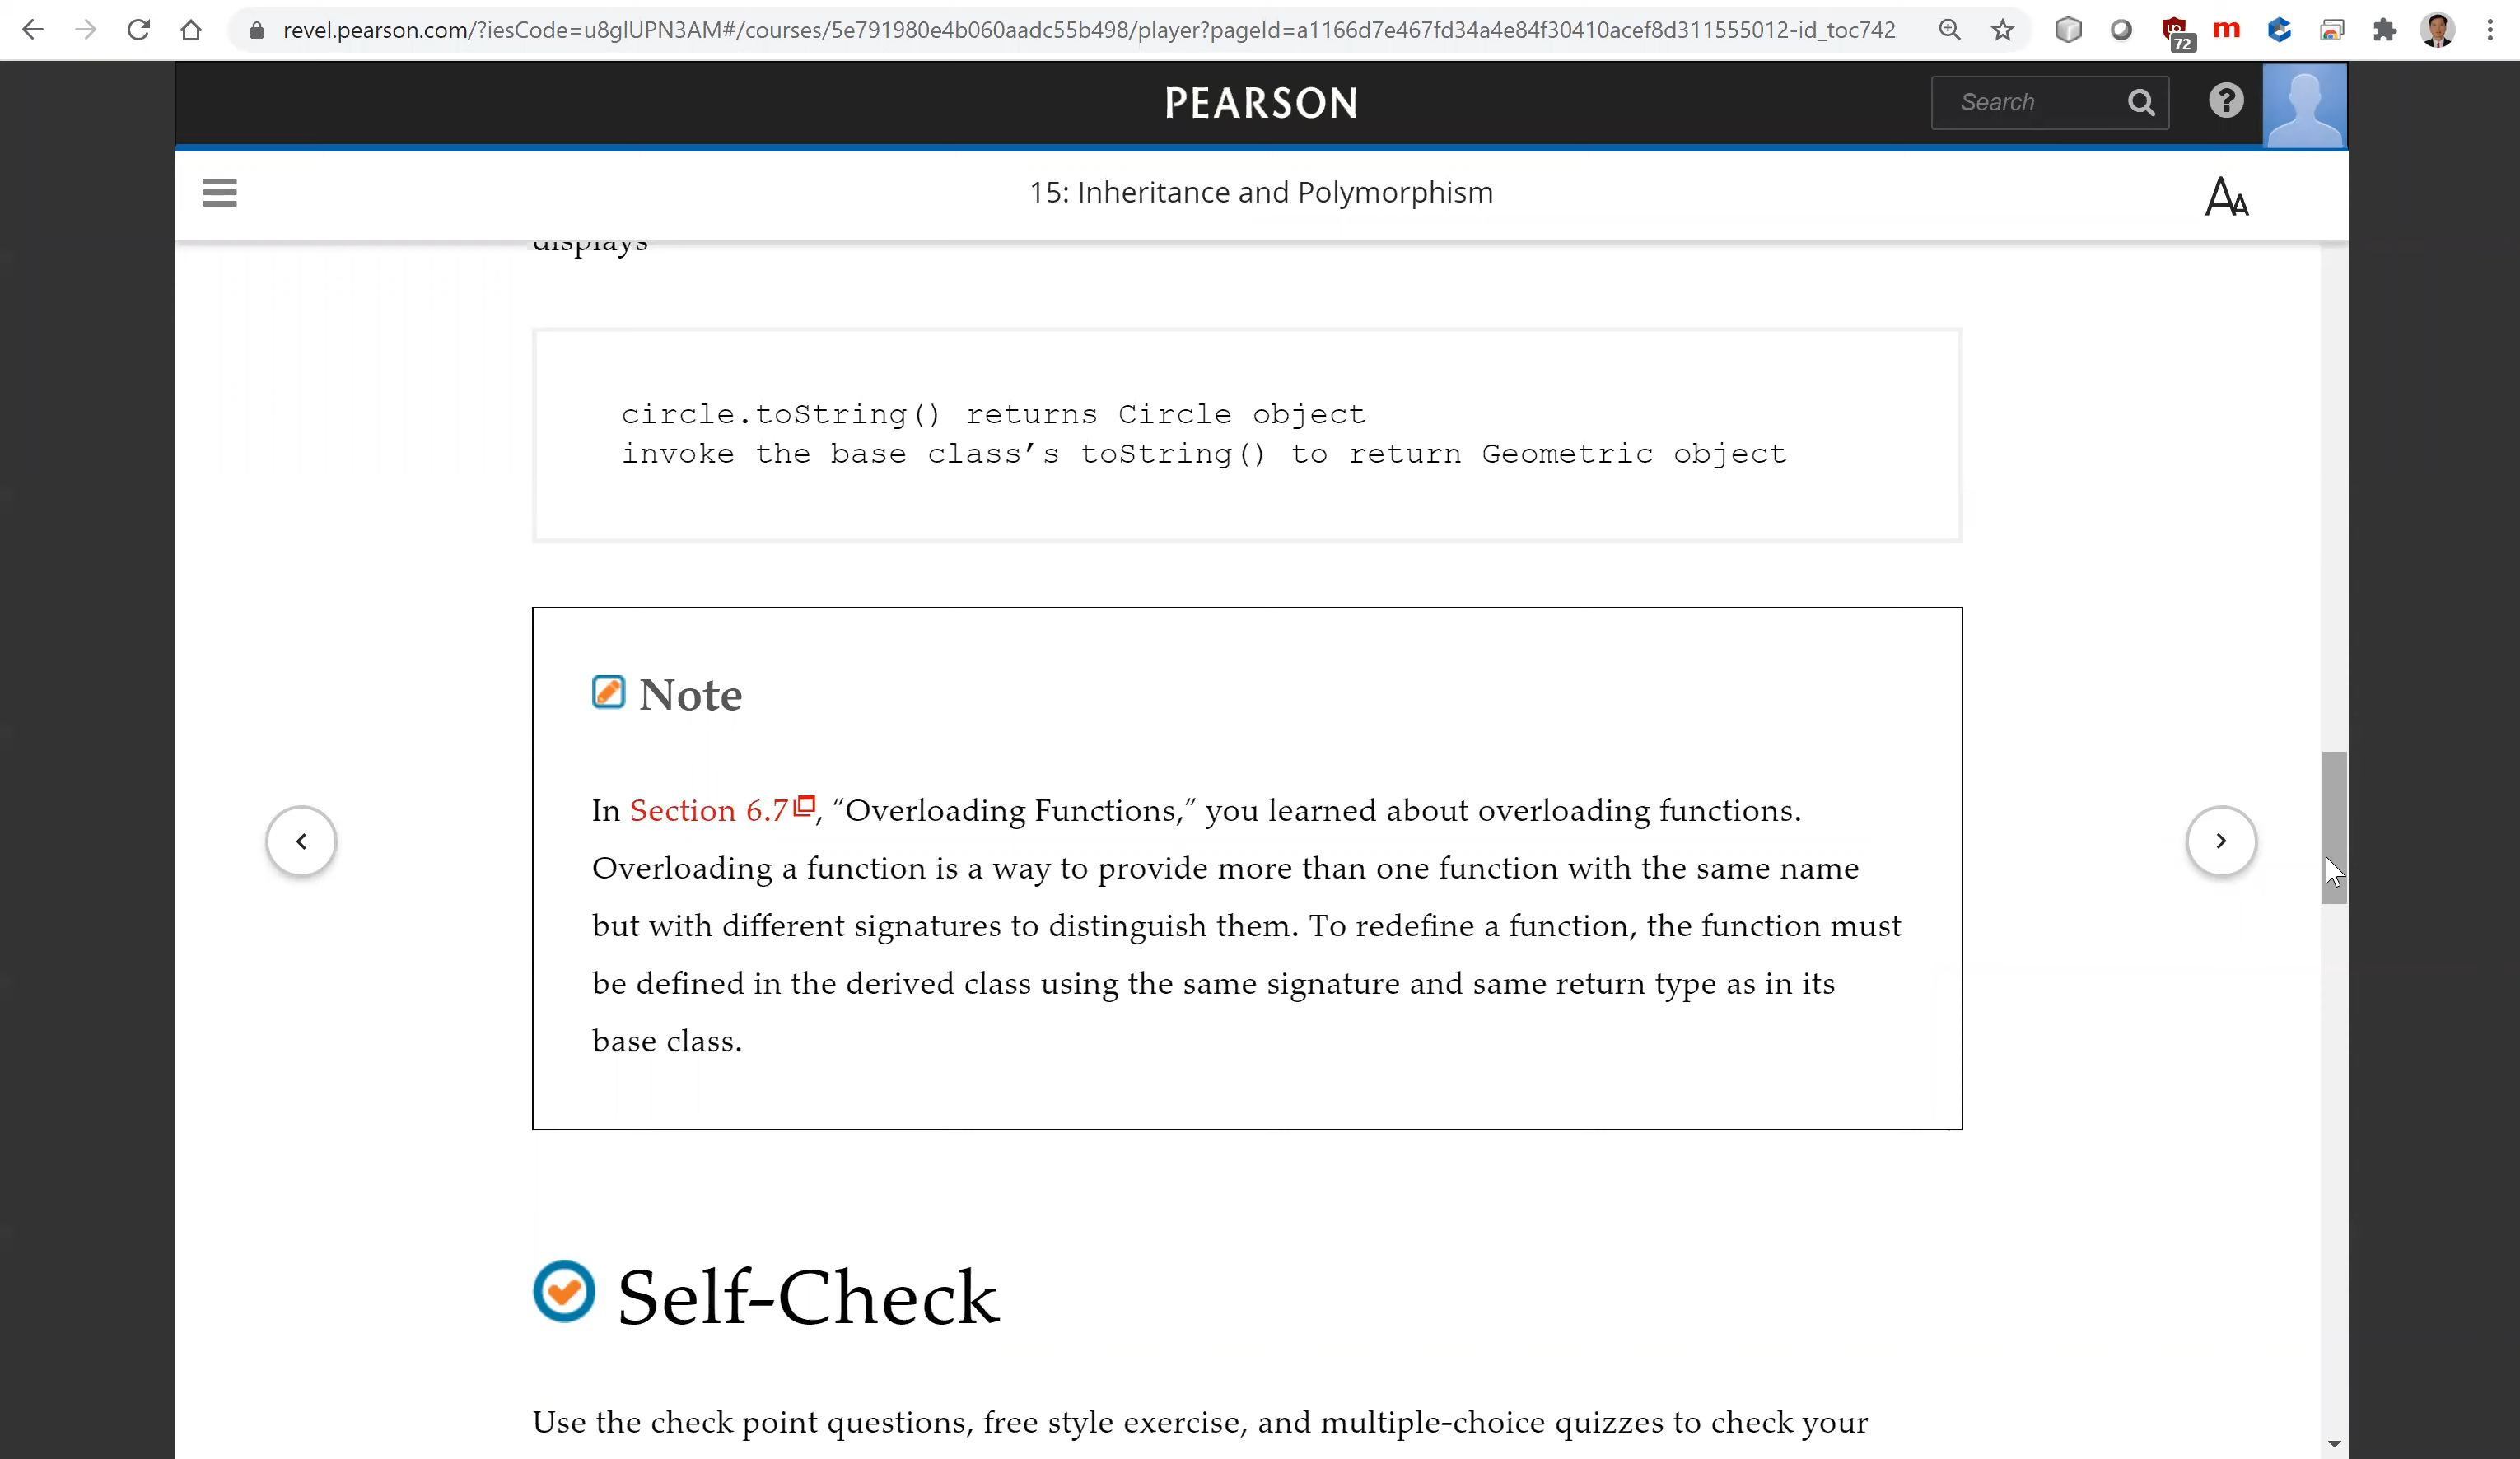 revel.pearson.com/?iesCode=u8glUPN3AM#/courses/5e791980e4b060aadc55b498/player?pageId=a1166d7e467fd34a4e84f30410acef8d311555012-id_toc742
72
m
PEARSON
Search
?
15: Inheritance and Polymorphism
AA
displays
circle.toString() returns Circle object
invoke the base class’s toString() to return Geometric object
Note
In Section 6.7, “Overloading Functions,” you learned about overloading functions.
Overloading a function is a way to provide more than one function with the same name
but with different signatures to distinguish them. To redefine a function, the function must
be defined in the derived class using the same signature and same return type as in its
base class.
Self-Check
Use the check point questions, free style exercise, and multiple-choice quizzes to check your